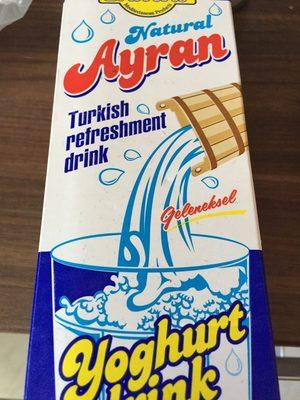 Natural
Ayran
Turkish
refreshment
drink
Geleneksel
Yoghurt
drink